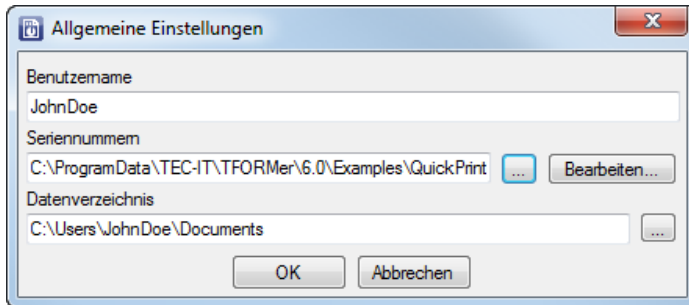 Allgemeine Einstellungen
Benutzername
JohnDoe
Seriennummern
C:\ProgramData\TEC-IT\TFORMer\6.0\Examples\QuickPrint ... Bearbeiten...
Datenverzeichnis
C:\Users\JohnDoe\Documents ...
OK Abbrechen